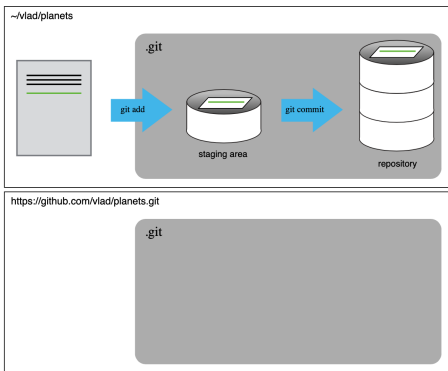 ~/vlad/planets
.git
git add
git commit
staging area
repository
https://github.com/vlad/planets.git
.git